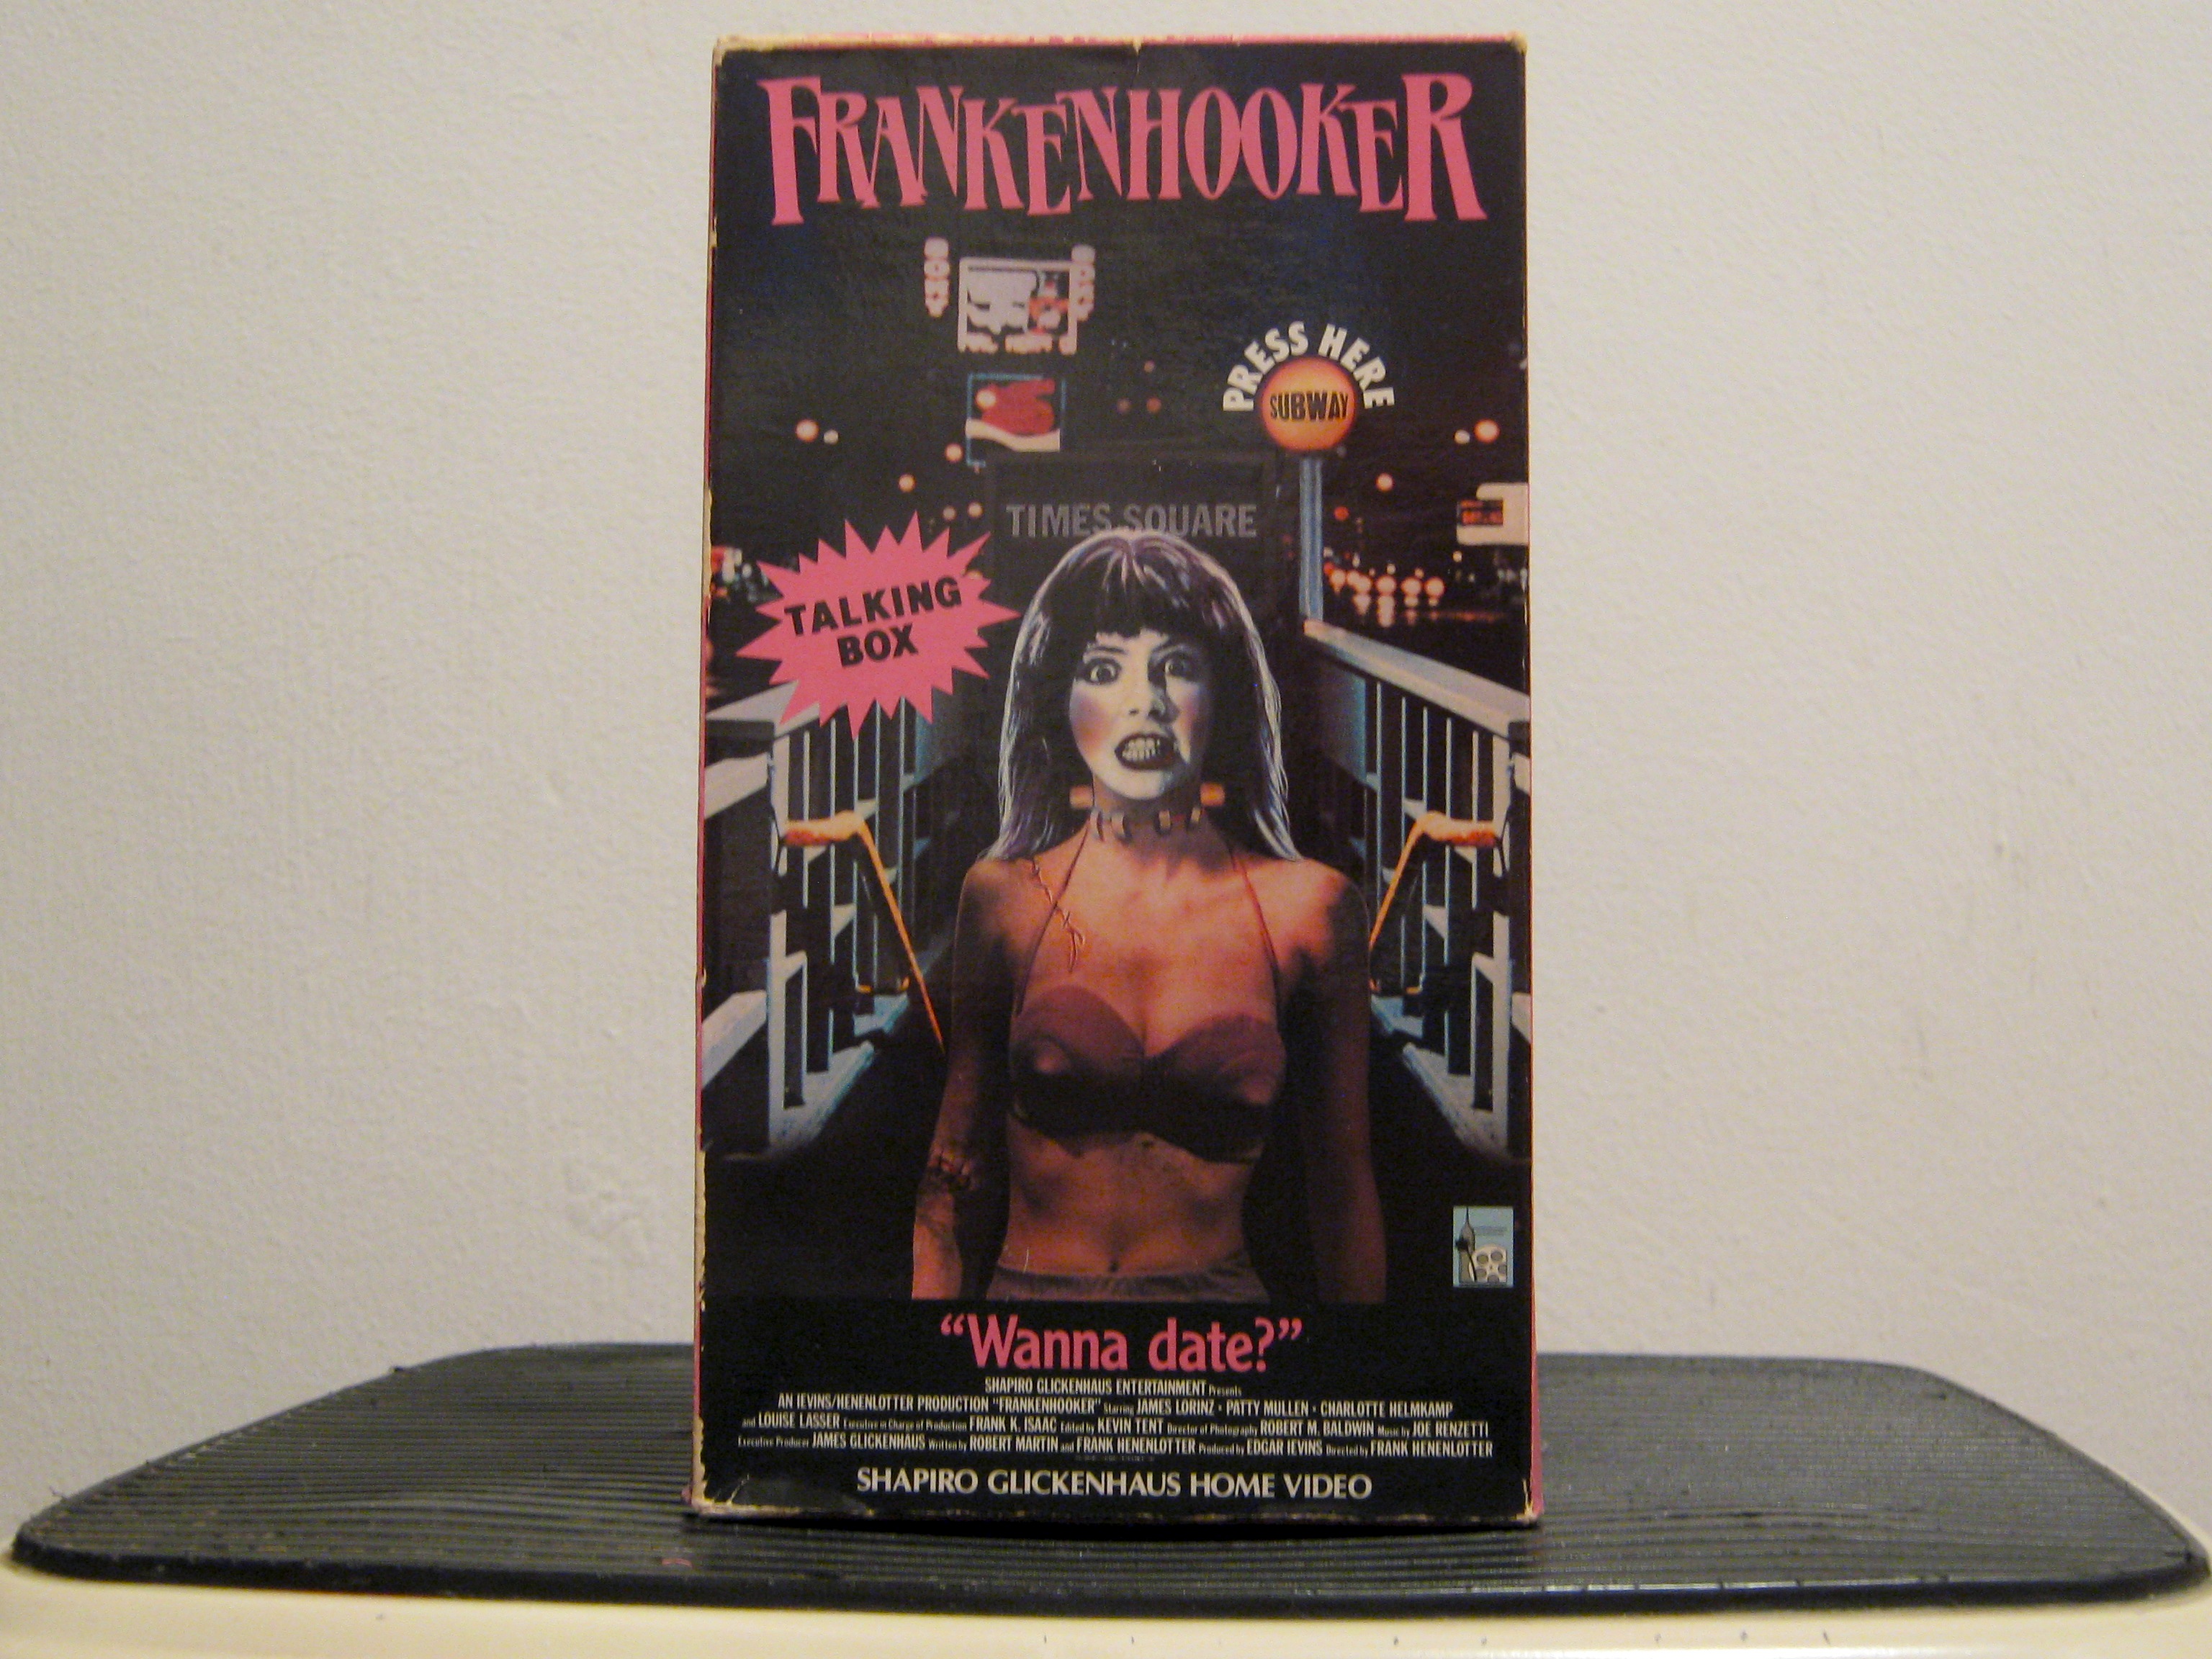 FRANKENHOOKER
PRESS HERE
SUBWAY
TIMES SQUARE
TALKING
BOX
“Wanna date?”
SHAPIRO GLICKENHAUS ENTERTAINMENT Presents
AN IEVINS/HENENLOTTER PRODUCTION "FRANKENHOOKER" Starring JAMES LORINZ • PATTY MULLEN • CHARLOTTE HELMKAMP
and LOUISE LASSER Executive in Charge of Production FRANK K. ISAAC Edited by KEVIN TENT Director of Photography ROBERT M. BALDWIN Music by JOE RENZETTI
Executive Producer JAMES GLICKENHAUS Written by ROBERT MARTIN and FRANK HENENLOTTER Produced by EDGAR IEVINS Directed by FRANK HENENLOTTER
SHAPIRO GLICKENHAUS HOME VIDEO